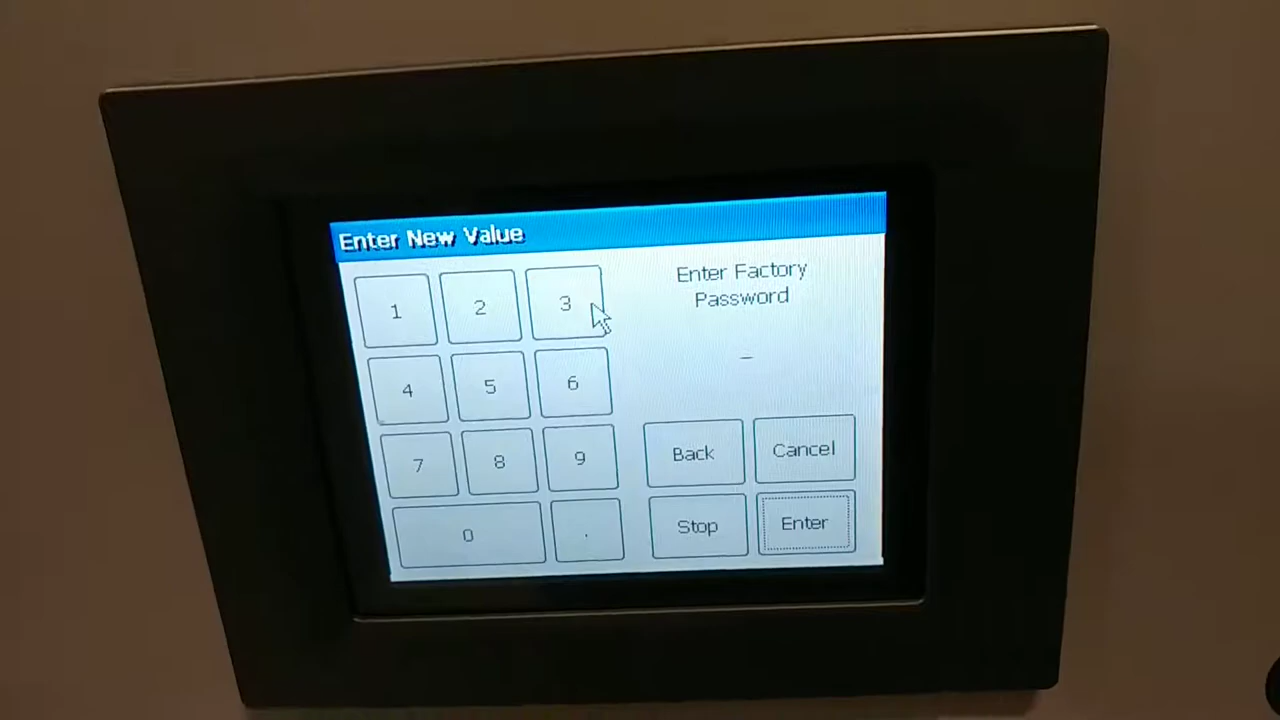 Enter New Value
Enter Factory
Password
1 2 3
4 5 6
7 8 9
0 .
Back Cancel
Stop Enter